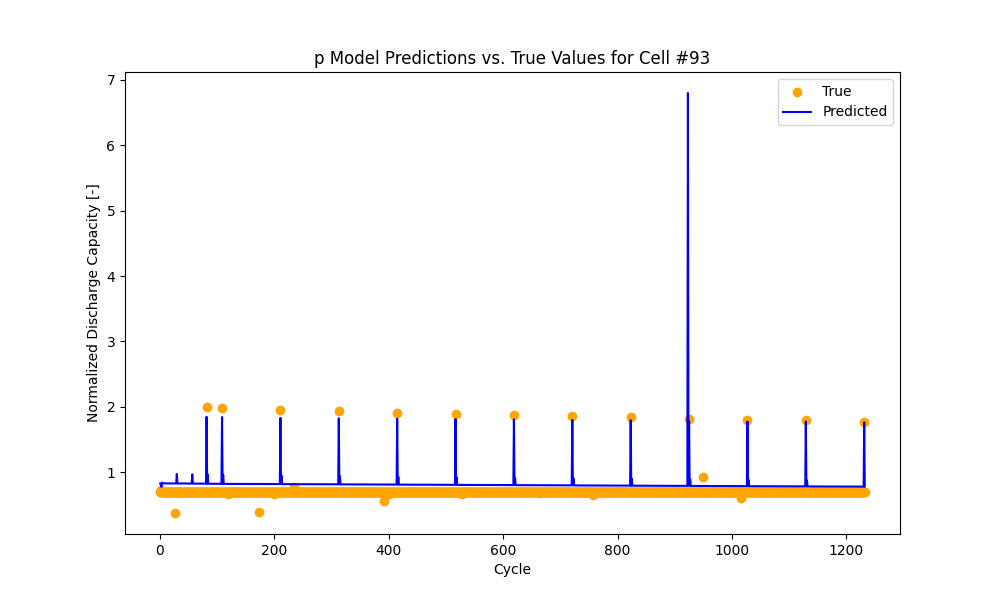 p Model Predictions vs. True Values for Cell #93
True
Predicted
Normalized Discharge Capacity [-]
7
6
5
4
3
2
1
0 200 400 600 800 1000 1200
Cycle